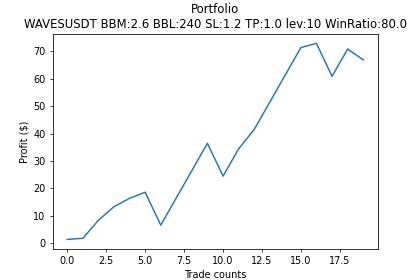 Portfolio
WAVESUSDT BBM:2.6 BBL:240 SL:1.2 TP:1.0 lev:10 WinRatio:80.0
Profit ($)
70
60
50
40
30
20
10
0
0.0 2.5 5.0 7.5 10.0 12.5 15.0 17.5
Trade counts